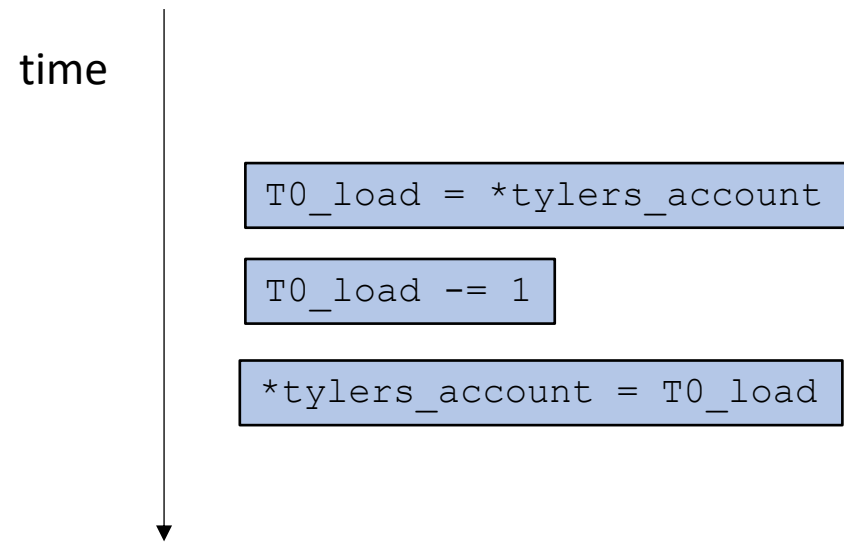 time
T0_load = *tylers_account
T0_load -= 1
*tylers_account = T0_load